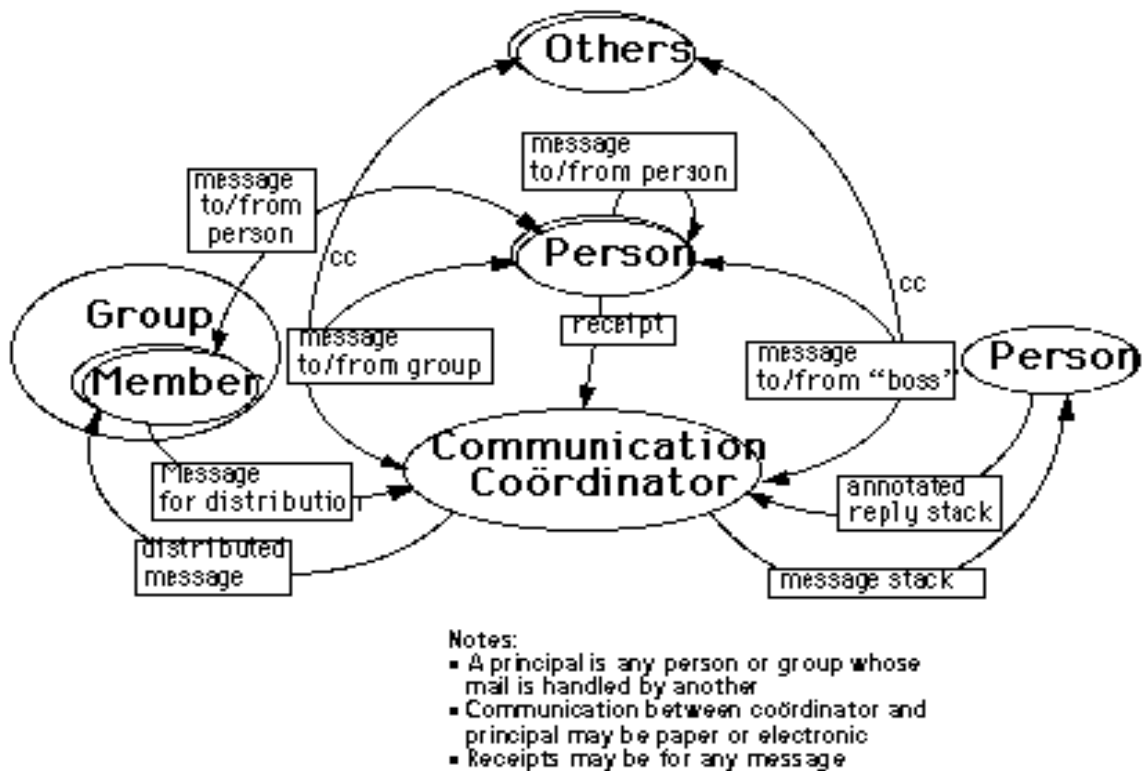 Others
message
to/from person
message
to/from
person
Person
cc
cc
Group
receipt
message
to/from group
message
to/from “boss”
Person
Member
Communication
Coördinator
Message
for distribution
annotated
reply stack
distributed
message
message stack
Notes:
▪ A principal is any person or group whose
mail is handled by another
▪ Communication between coördinator and
principal may be paper or electronic
▪ Receipts may be for any message